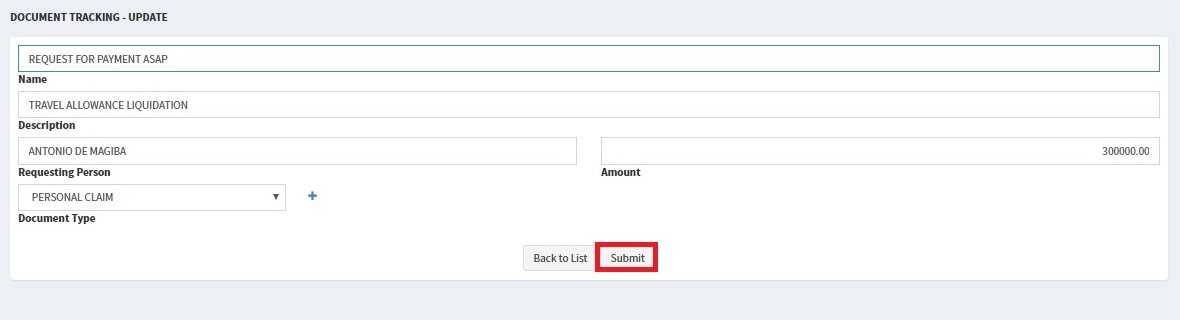 DOCUMENT TRACKING - UPDATE
REQUEST FOR PAYMENT ASAP
Name
TRAVEL ALLOWANCE LIQUIDATION
Description
ANTONIO DE MAGIBA 300000.00
Requesting Person Amount
PERSONAL CLAIM
Document Type
Back to List Submit